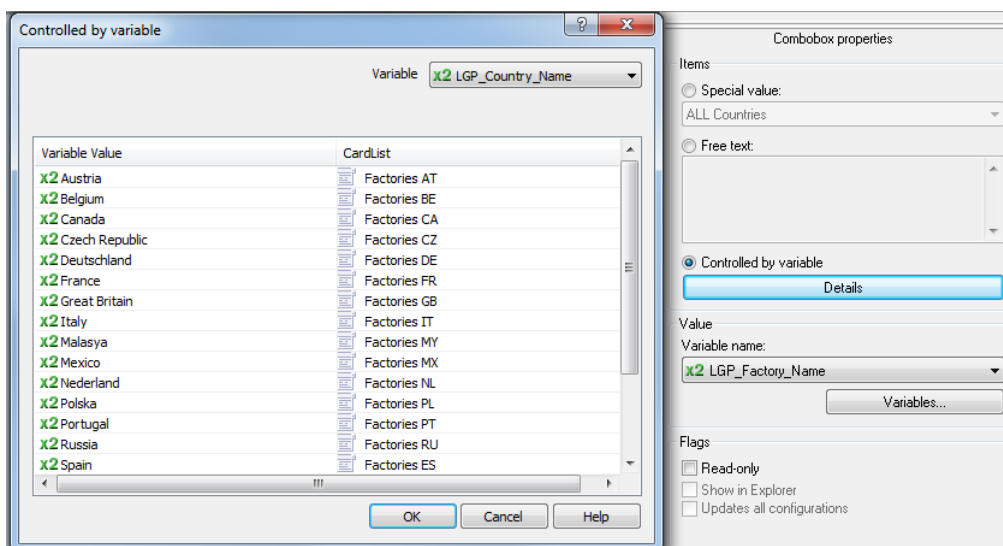 Controlled by variable
?
X
Variable x2 LGP_Country_Name
Variable Value CardList
x2 Austria Factories AT
x2 Belgium Factories BE
x2 Canada Factories CA
x2 Czech Republic Factories CZ
x2 Deutschland Factories DE
x2 France Factories FR
x2 Great Britain Factories GB
x2 Italy Factories IT
x2 Malasya Factories MY
x2 Mexico Factories MX
x2 Nederland Factories NL
x2 Polska Factories PL
x2 Portugal Factories PT
x2 Russia Factories RU
x2 Spain Factories ES
OK Cancel Help
Combobox properties
Items
Special value:
ALL Countries
Free text:
Controlled by variable
Details
Value
Variable name:
x2 LGP_Factory_Name
Variables...
Flags
Read-only
Show in Explorer
Updates all configurations